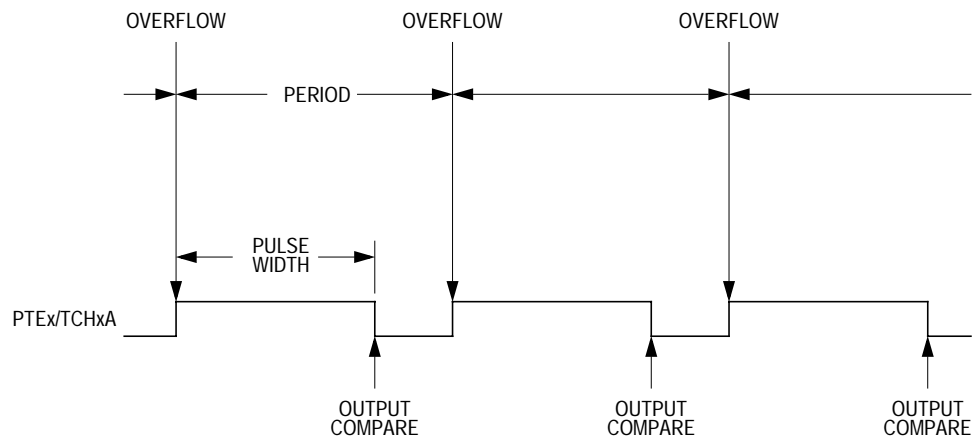 OVERFLOW
OVERFLOW
OVERFLOW
PERIOD
PULSE
WIDTH
PTEx/TCHxA
OUTPUT
COMPARE
OUTPUT
COMPARE
OUTPUT
COMPARE